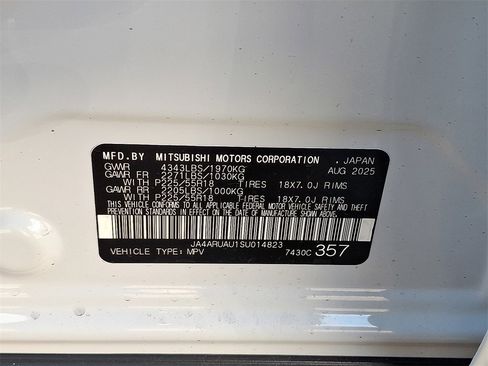 MFD.BY MITSUBISHI MOTORS CORPORATION . JAPAN
GVWR 4343LBS/1970KG AUG 2025
GAWR FR 2271LBS/1030KG
WITH P225/55R18 TIRES 18X7.0J RIMS
GAWR RR 2205LBS/1000KG
WITH P225/55R18 TIRES 18X7.0J RIMS
THIS VEHICLE CONFORMS TO ALL APPLICABLE FEDERAL MOTOR VEHICLE SAFETY BUMPER AND THEFT
PREVENTION STANDARDS IN EFFECT ON THE DATE OF MANUFACTURE SHOWN ABOVE.
JA4ARUAU1SU014823
VEHICLE TYPE: MPV 7430C 357